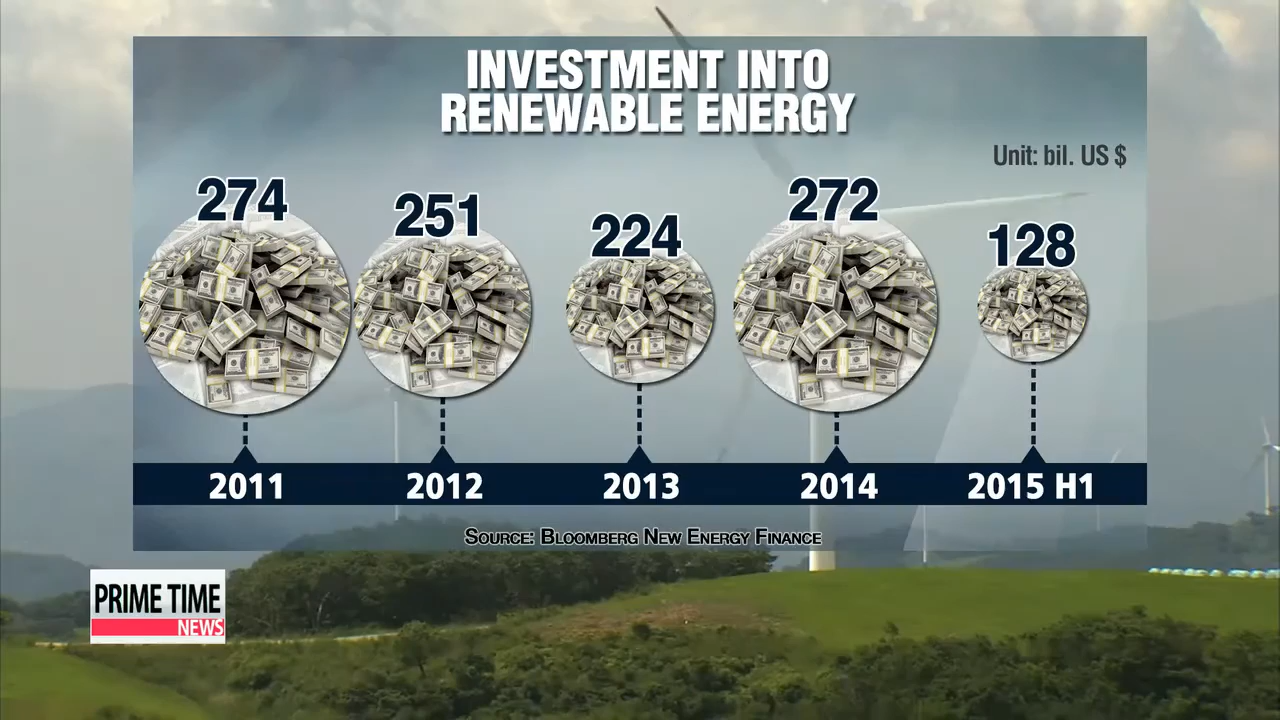 INVESTMENT INTO
RENEWABLE ENERGY
Unit: bil. US $
274
251
224
272
128
2011
2012
2013
2014
2015 H1
SOURCE: BLOOMBERG NEW ENERGY FINANCE
PRIME TIME
NEWS